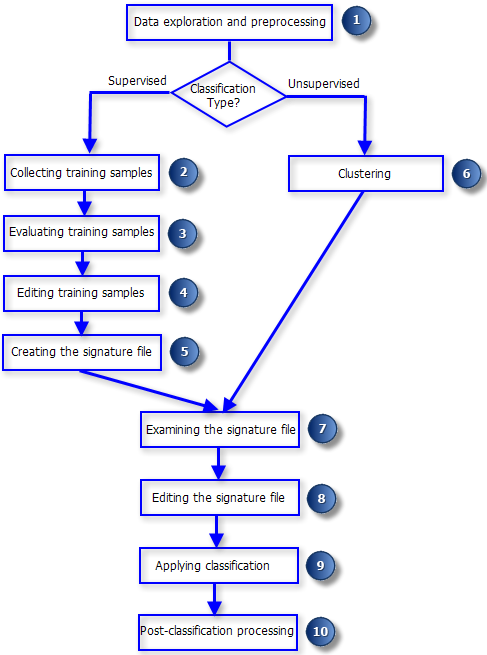 Data exploration and preprocessing
1
Supervised
Classification
Type?
Unsupervised
Collecting training samples
2
Clustering
6
Evaluating training samples
3
Editing training samples
4
Creating the signature file
5
Examining the signature file
7
Editing the signature file
8
Applying classification
9
Post-classification processing
10